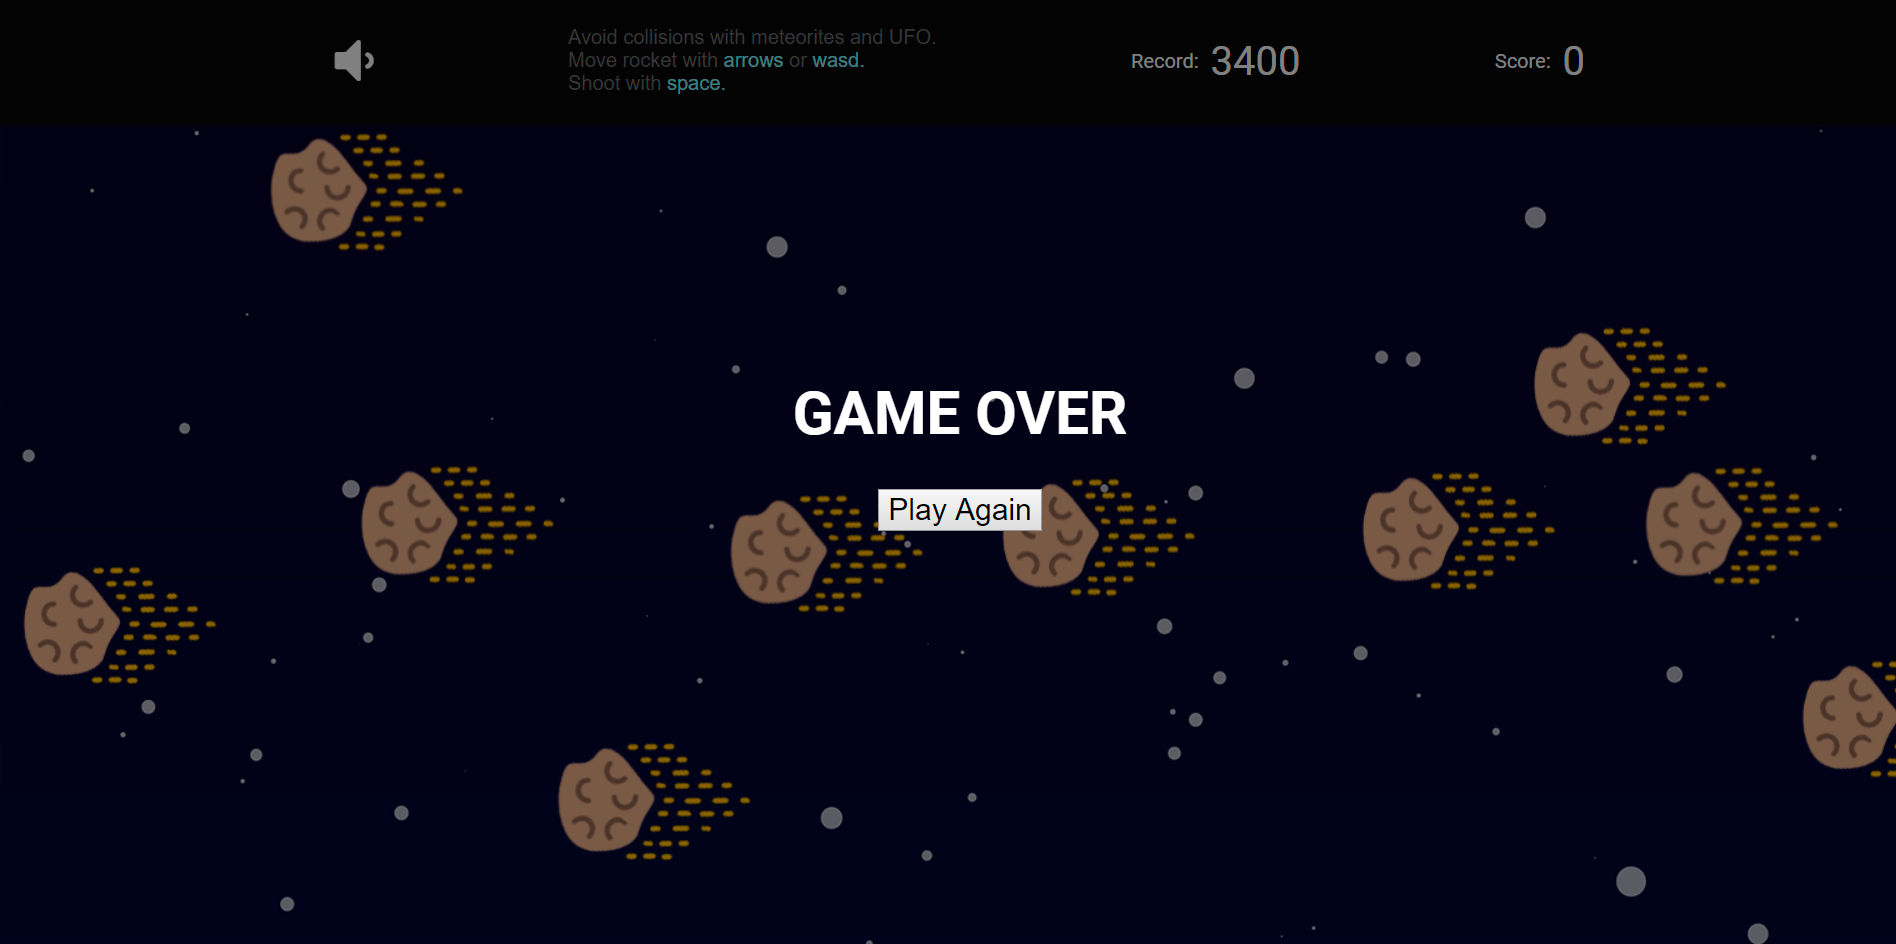 Avoid collisions with meteorites and UFO.
Move rocket with arrows or wasd.
Shoot with space.
Record: 3400
Score: 0
GAME OVER
Play Again